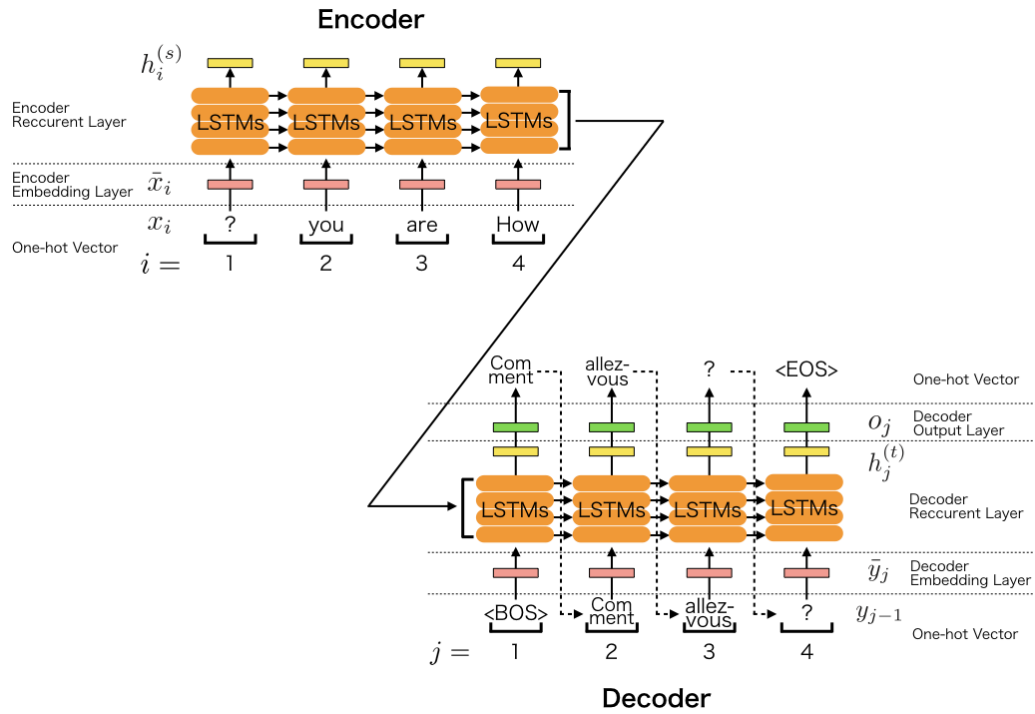 Encoder
h_i^{(s)}
Encoder
Reccurent Layer
LSTMs LSTMs LSTMs LSTMs
Encoder
Embedding Layer
x̄_i
x_i ? you are How
One-hot Vector
i = 1 2 3 4
Com
ment
allez-
vous
? <EOS>
One-hot Vector
o_j
Decoder
Output Layer
h_j^{(t)}
LSTMs LSTMs LSTMs LSTMs
Decoder
Reccurent Layer
ȳ_j
Decoder
Embedding Layer
<BOS>
Com
ment
allez-
vous
?
y_{j-1}
One-hot Vector
j = 1 2 3 4
Decoder